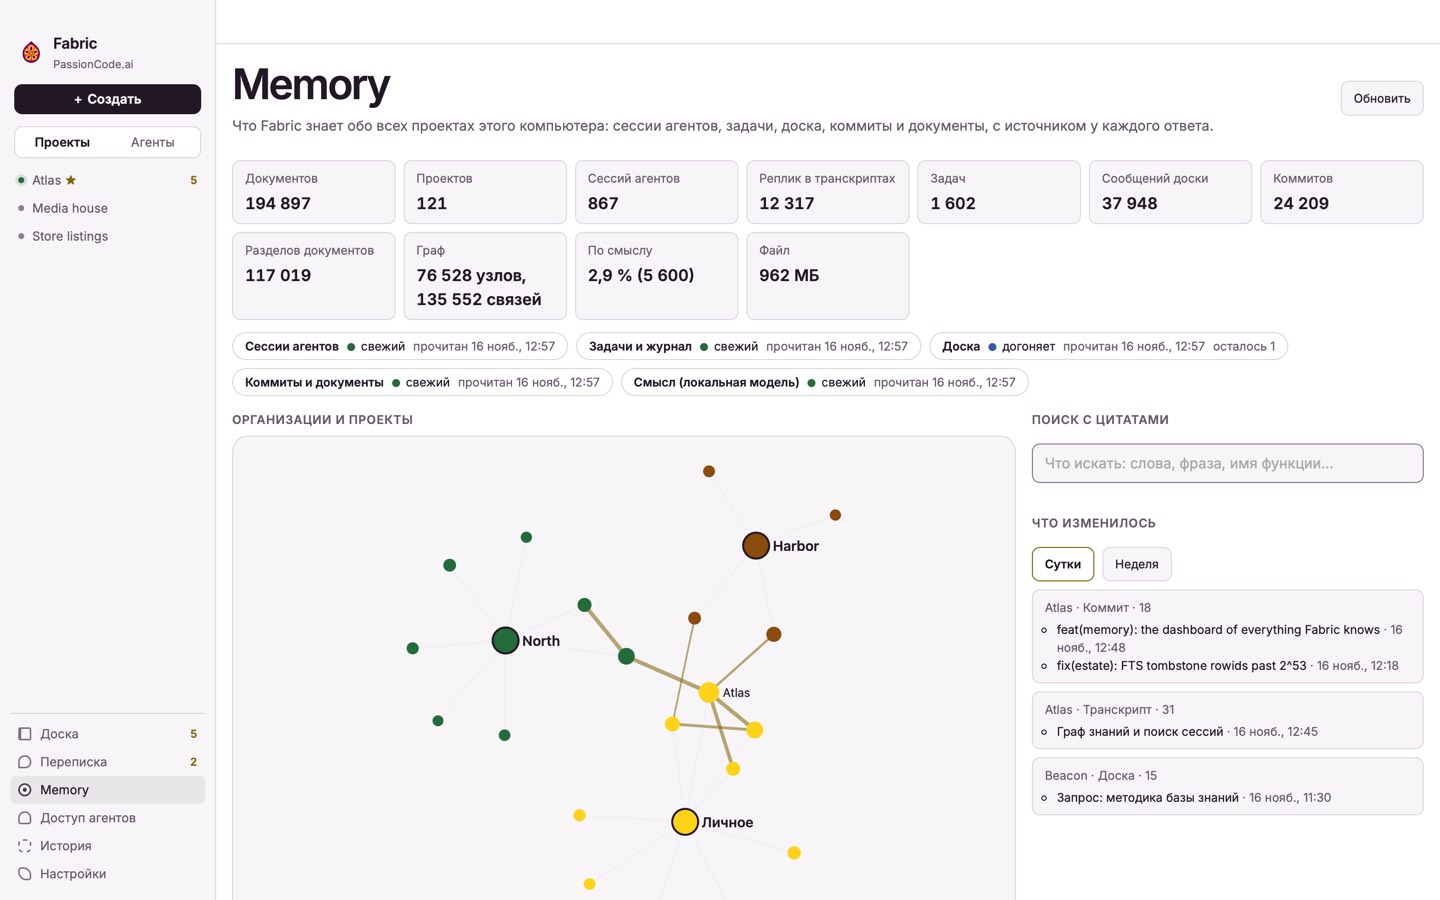 Fabric
PassionCode.ai
+ Создать
Проекты
Агенты
Atlas 5
Media house
Store listings
Доска 5
Переписка 2
Memory
Доступ агентов
История
Настройки
Memory
Что Fabric знает обо всех проектах этого компьютера: сессии агентов, задачи, доска, коммиты и документы, с источником у каждого ответа.
Обновить
Документов
194 897
Проектов
121
Сессий агентов
867
Реплик в транскриптах
12 317
Задач
1 602
Сообщений доски
37 948
Коммитов
24 209
Разделов документов
117 019
Граф
76 528 узлов,
135 552 связей
По смыслу
2,9 % (5 600)
Файл
962 МБ
Сессии агентов свежий прочитан 16 нояб., 12:57
Задачи и журнал свежий прочитан 16 нояб., 12:57
Доска догоняет прочитан 16 нояб., 12:57 осталось 1
Коммиты и документы свежий прочитан 16 нояб., 12:57
Смысл (локальная модель) свежий прочитан 16 нояб., 12:57
ОРГАНИЗАЦИИ И ПРОЕКТЫ
Harbor
North
Atlas
Личное
ПОИСК С ЦИТАТАМИ
Что искать: слова, фраза, имя функции...
ЧТО ИЗМЕНИЛОСЬ
Сутки
Неделя
Atlas · Коммит · 18
feat(memory): the dashboard of everything Fabric knows · 16
нояб., 12:48
fix(estate): FTS tombstone rowids past 2^53 · 16 нояб., 12:18
Atlas · Транскрипт · 31
Граф знаний и поиск сессий · 16 нояб., 12:45
Beacon · Доска · 15
Запрос: методика базы знаний · 16 нояб., 11:30